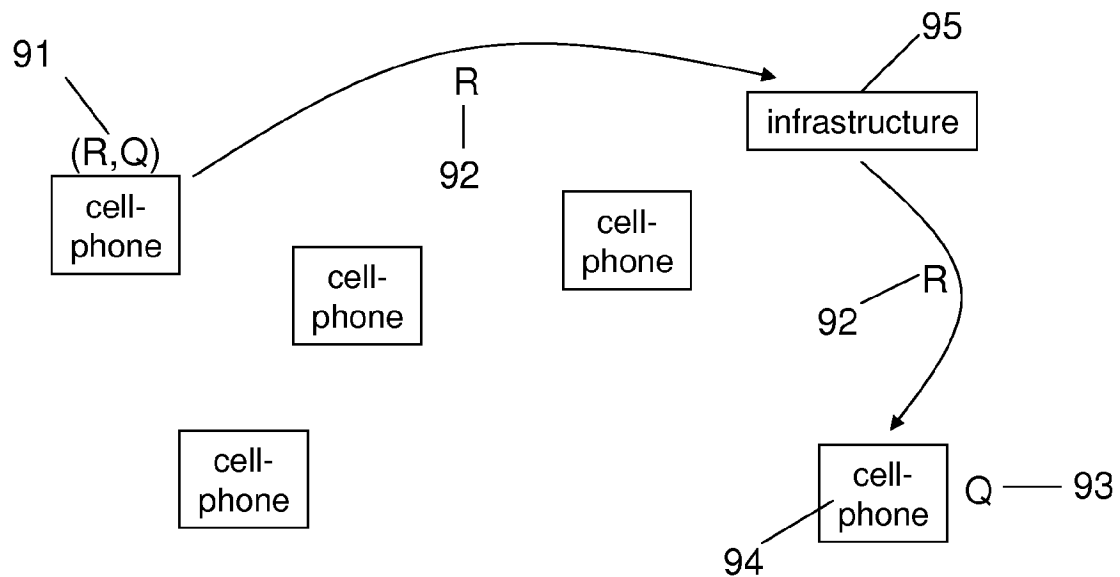 95
91
R
infrastructure
(R,Q)
92
cell-
phone
cell-
phone
cell-
phone
R
92
cell-
phone
cell-
phone
Q
93
94